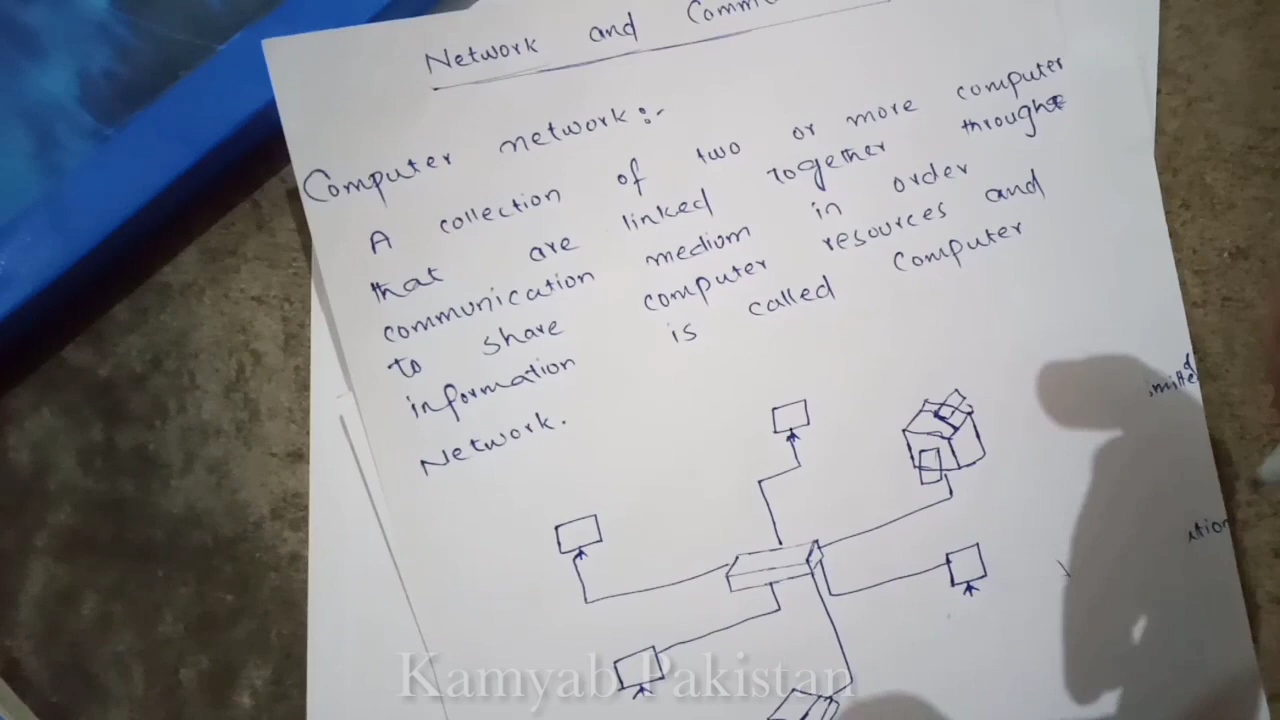 Network and Comm
Computer network:-
A collection of two or more computer
that are linked together through
communication medium in order
to share computer resources and
information is called Computer
Network.
Kamyab Pakistan